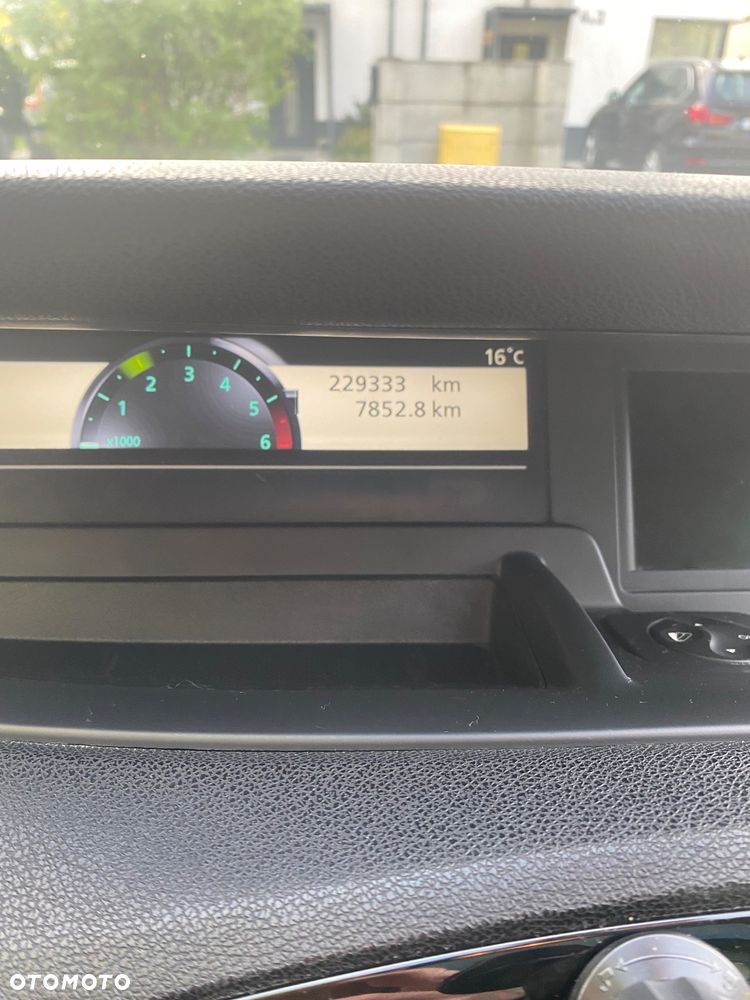 16°C
229333 km
7852.8 km
1 2 3 4 5 6
x1000
OTOMOTO